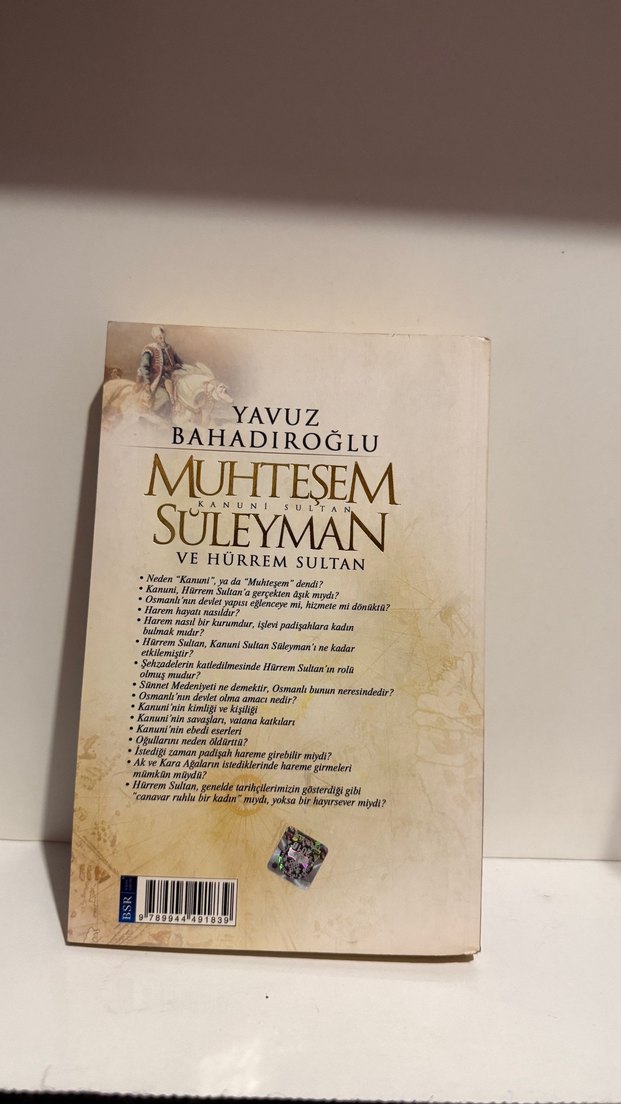 YAVUZ
BAHADIROĞLU
MUHTEŞEM
KANUNİ SULTAN
SÜLEYMAN
VE HÜRREM SULTAN
• Neden "Kanuni", ya da "Muhteşem" dendi?
• Kanuni, Hürrem Sultan'a gerçekten âşık mıydı?
• Osmanlı'nın devlet yapısı eğlenceye mi, hizmete mi dönüktü?
• Harem hayatı nasıldır?
• Harem nasıl bir kurumdur, işlevi padişahlara kadın
bulmak mıdır?
• Hürrem Sultan, Kanuni Sultan Süleyman'ı ne kadar
etkilemiştir?
• Şehzadelerin katledilmesinde Hürrem Sultan'ın rolü
olmuş mudur?
• Sünnet Medeniyeti ne demektir, Osmanlı bunun neresindedir?
• Osmanlı'nın devlet olma amacı nedir?
• Kanuni'nin kimliği ve kişiliği
• Kanuni'nin savaşları, vatana katkıları
• Kanuni'nin ebedi eserleri
• Oğullarını neden öldürttü?
• İstediği zaman padişah hareme girebilir miydi?
• Ak ve Kara Ağaların istediklerinde hareme girmeleri
mümkün müydü?
• Hürrem Sultan, genelde tarihçilerimizin gösterdiği gibi
"canavar ruhlu bir kadın" mıydı, yoksa bir hayırsever miydi?
BSR
9 789944 491839